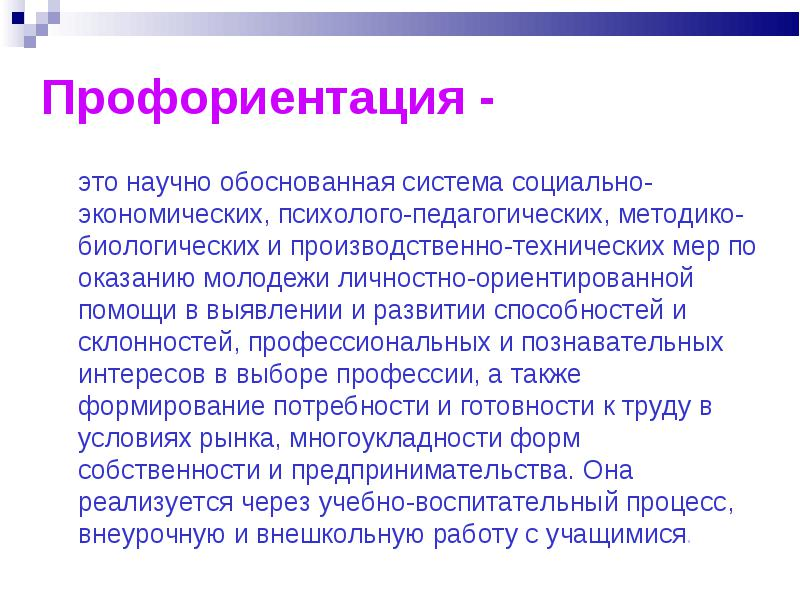 Профориентация -
это научно обоснованная система социально-
экономических, психолого-педагогических, методико-
биологических и производственно-технических мер по
оказанию молодежи личностно-ориентированной
помощи в выявлении и развитии способностей и
склонностей, профессиональных и познавательных
интересов в выборе профессии, а также
формирование потребности и готовности к труду в
условиях рынка, многоукладности форм
собственности и предпринимательства. Она
реализуется через учебно-воспитательный процесс,
внеурочную и внешкольную работу с учащимися.